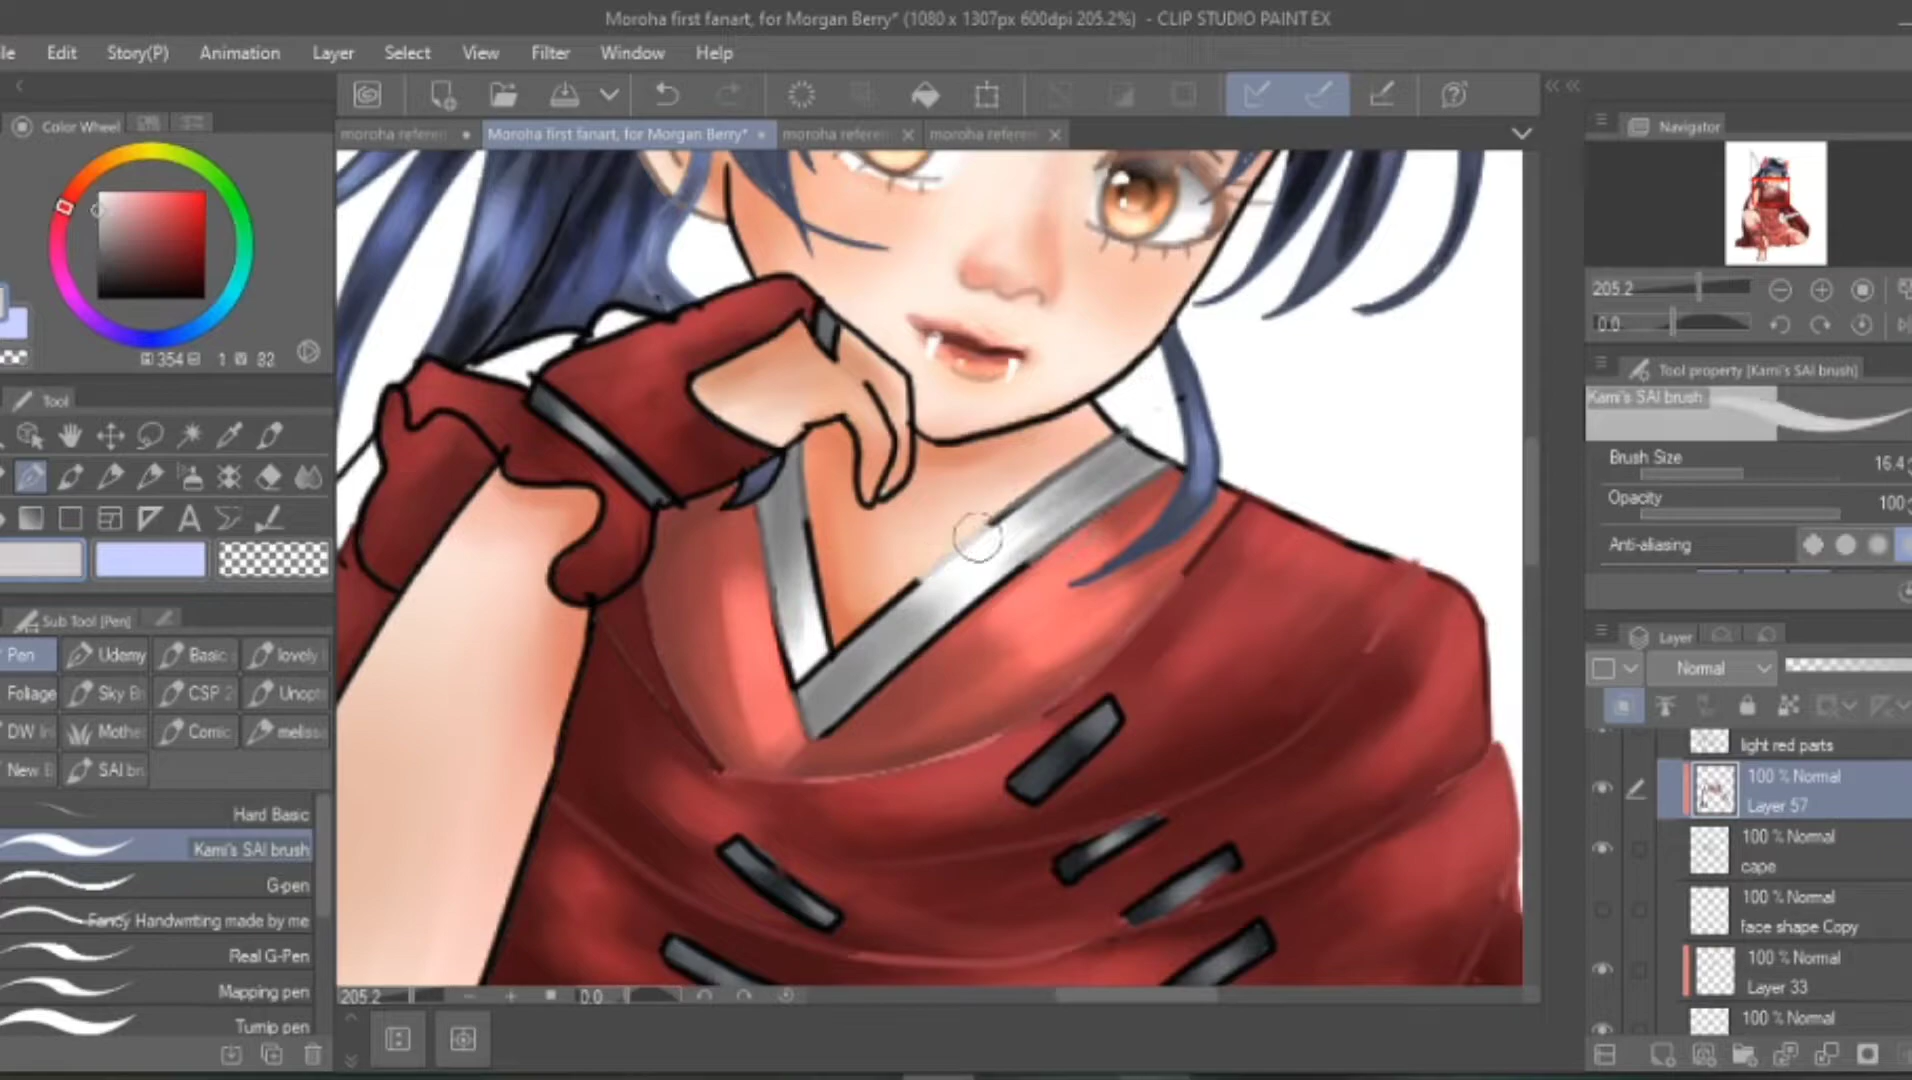 Moroha first fanart, for Morgan Berry* (1080 x 1307px 600dpi 205.2%) - CLIP STUDIO PAINT EX
le Edit Story(P) Animation Layer Select View Filter Window Help
Color Wheel
Navigator
moroha referen Moroha first fanart, for Morgan Berry* moroha referen moroha referen
205.2
0.0
354 1 82
Tool
Tool property [Kami's SAI brush]
Kami's SAI brush
Brush Size 16.4
Opacity 100
Anti-aliasing
A
Sub Tool [Pen]
Layer
Pen Udemy Basic lovely
Normal
Foliage Sky B CSP 2 Unop
DW In Mothe Comic meliss
New B SAI br
light red parts
100 % Normal
Layer 57
100 % Normal
cape
100 % Normal
face shape Copy
100 % Normal
Layer 33
100 % Normal
Hard Basic
Kami's SAI brush
G-pen
Fancy Handwriting made by me
Real G-Pen
Mapping pen
Turnip pen
205.2 0.0